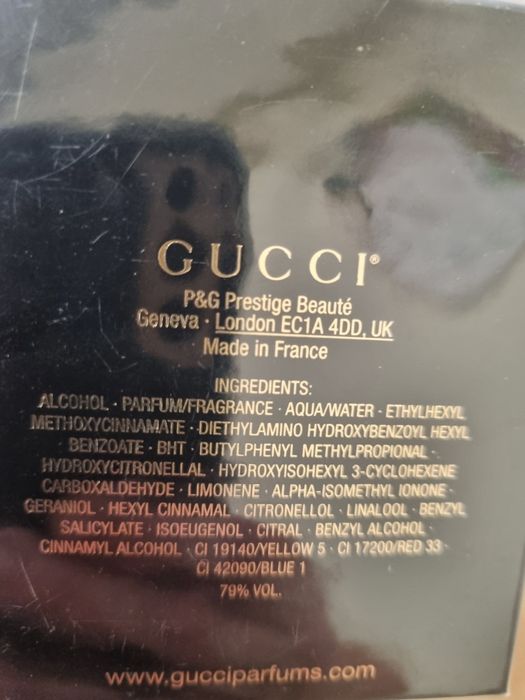 GUCCI®
P&G Prestige Beauté
Geneva · London EC1A 4DD, UK
Made in France
INGREDIENTS:
ALCOHOL · PARFUM/FRAGRANCE · AQUA/WATER · ETHYLHEXYL
METHOXYCINNAMATE · DIETHYLAMINO HYDROXYBENZOYL HEXYL
BENZOATE · BHT · BUTYLPHENYL METHYLPROPIONAL ·
HYDROXYCITRONELLAL · HYDROXYISOHEXYL 3-CYCLOHEXENE
CARBOXALDEHYDE · LIMONENE · ALPHA-ISOMETHYL IONONE ·
GERANIOL · HEXYL CINNAMAL · CITRONELLOL · LINALOOL · BENZYL
SALICYLATE · ISOEUGENOL · CITRAL · BENZYL ALCOHOL ·
CINNAMYL ALCOHOL · CI 19140/YELLOW 5 · CI 17200/RED 33 ·
CI 42090/BLUE 1
79% VOL.
www.gucciparfums.com